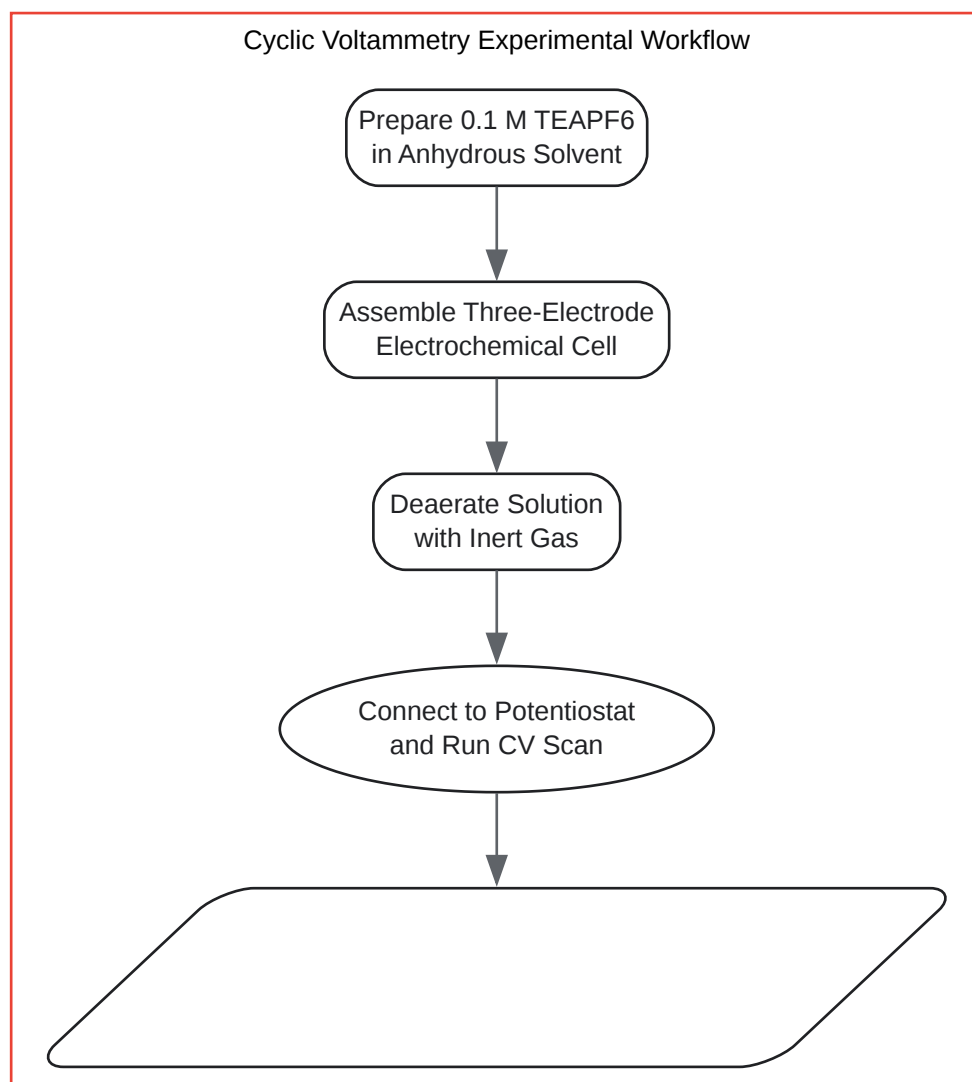 Cyclic Voltammetry Experimental Workflow
Prepare 0.1 M TEAPF6
in Anhydrous Solvent
Assemble Three-Electrode
Electrochemical Cell
Deaerate Solution
with Inert Gas
Connect to Potentiostat
and Run CV Scan